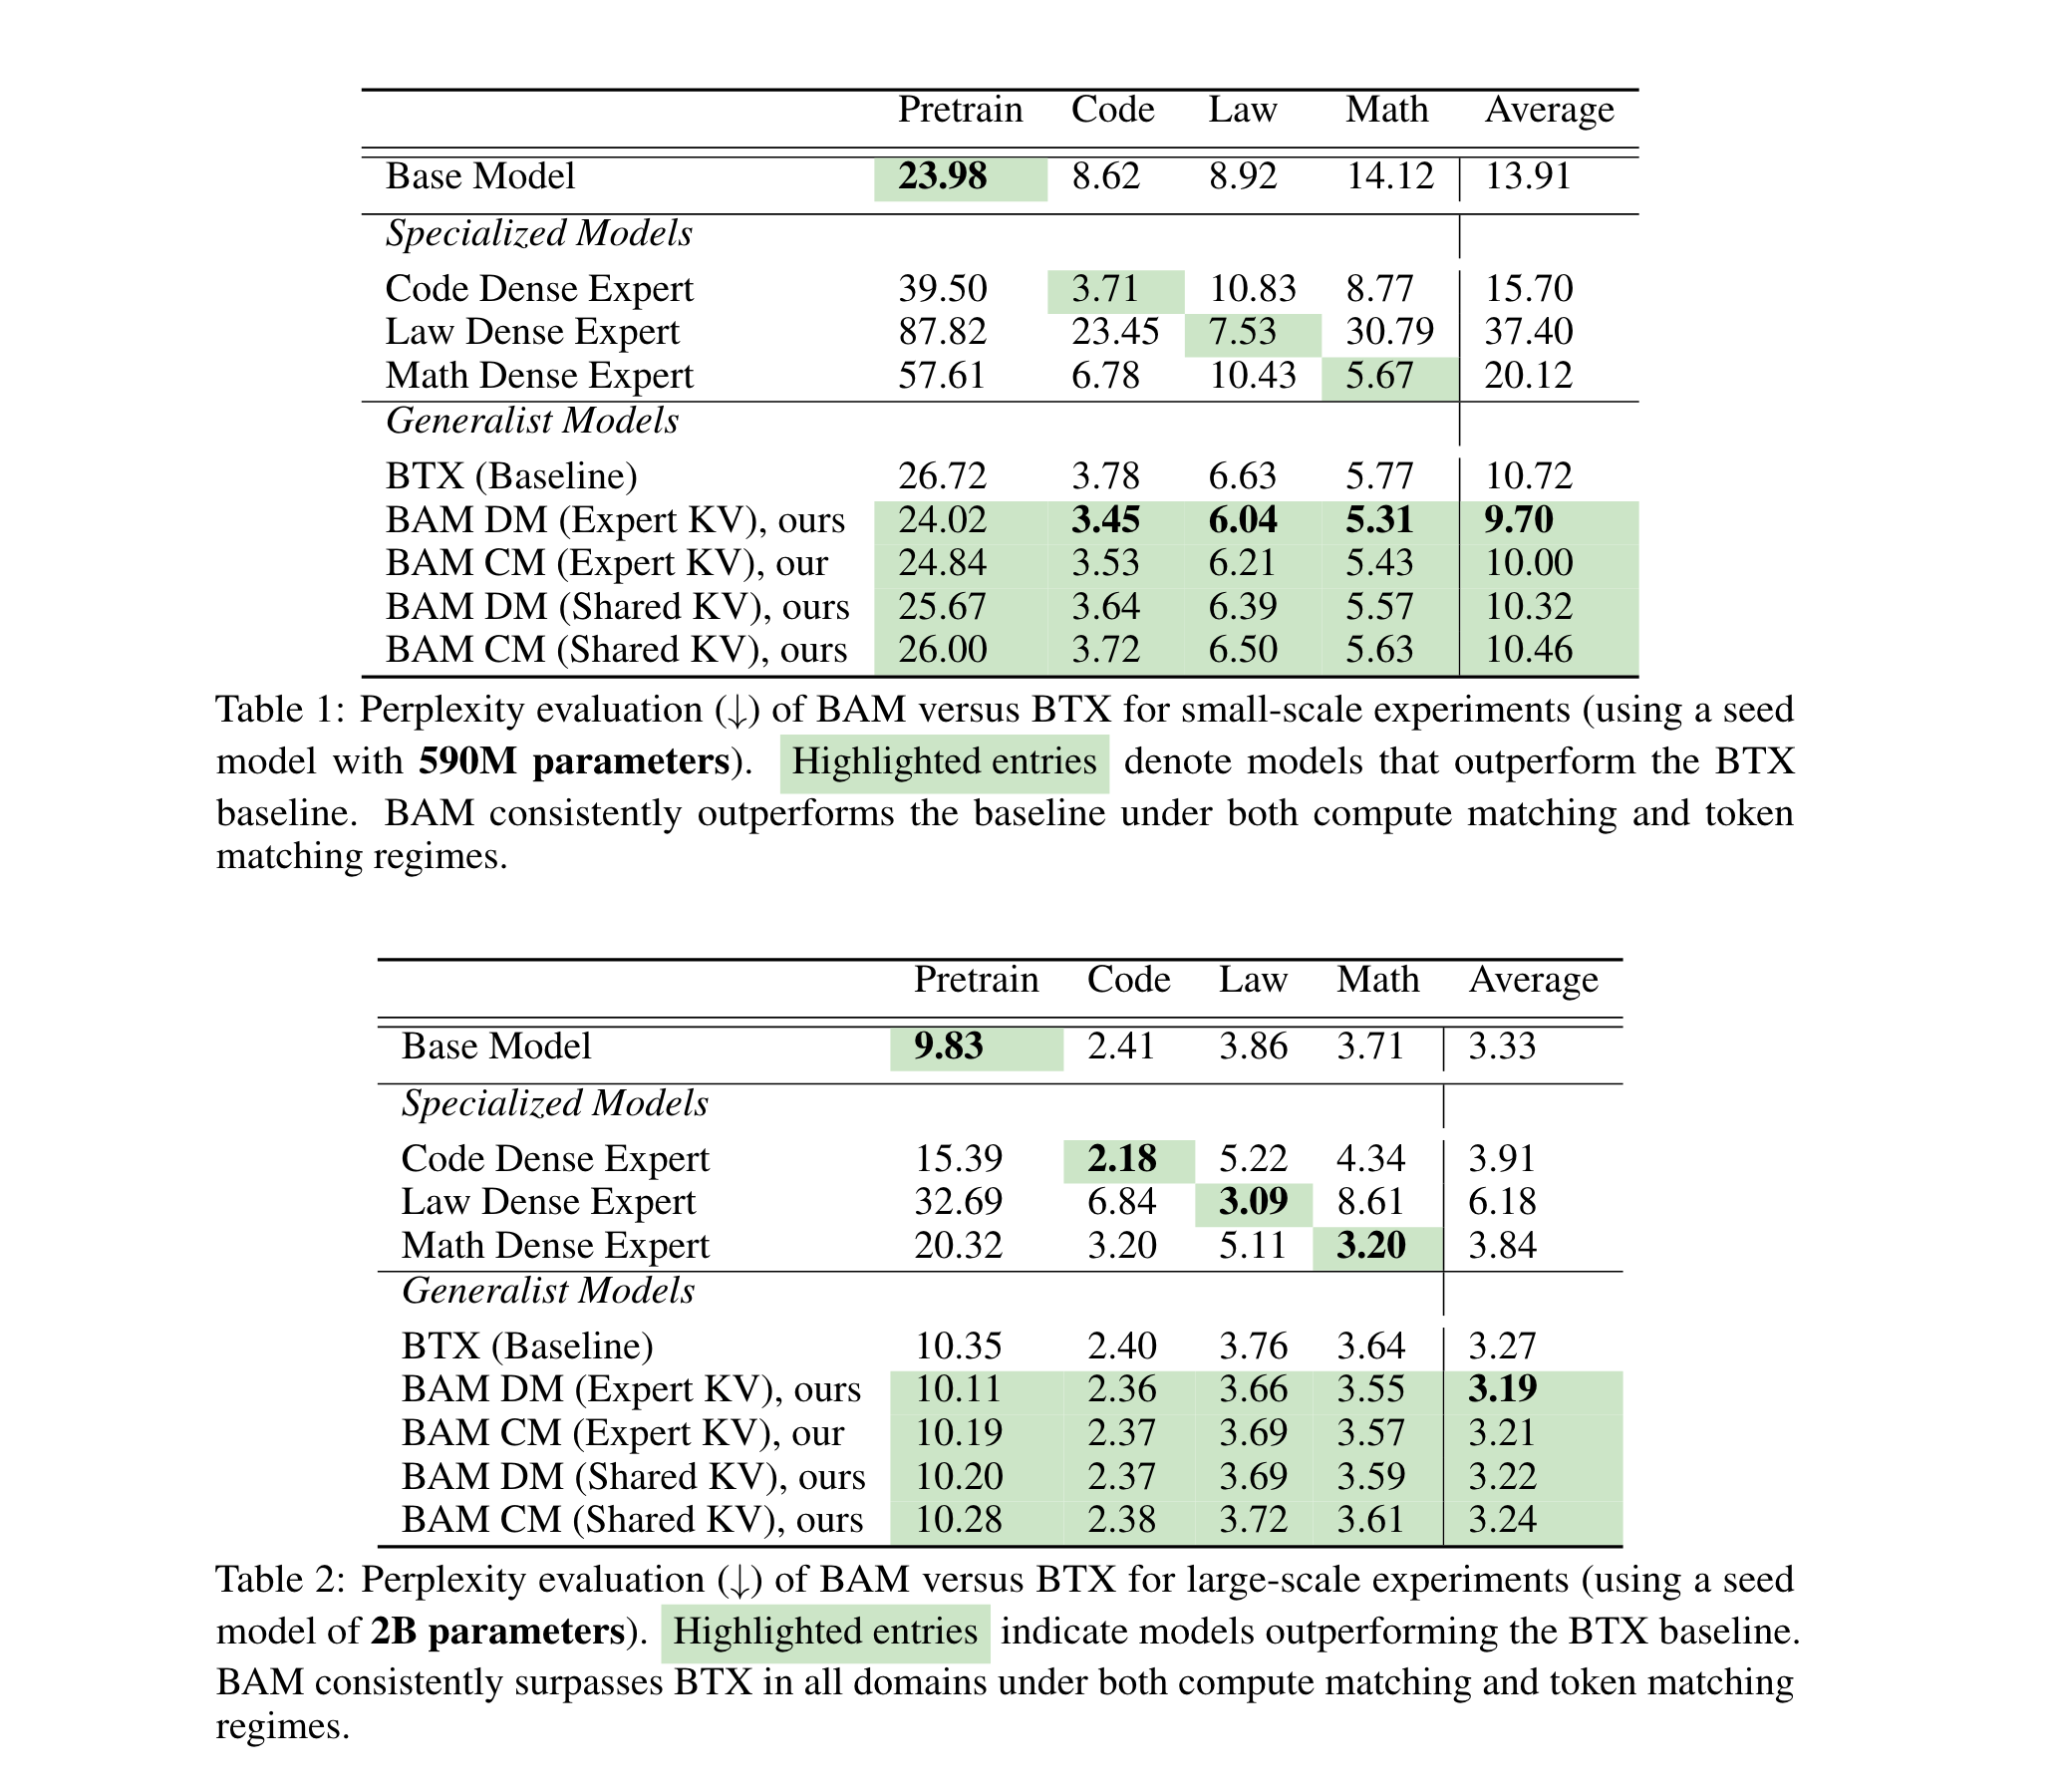 Pretrain Code Law Math Average
Base Model 23.98 8.62 8.92 14.12 13.91
Specialized Models
Code Dense Expert 39.50 3.71 10.83 8.77 15.70
Law Dense Expert 87.82 23.45 7.53 30.79 37.40
Math Dense Expert 57.61 6.78 10.43 5.67 20.12
Generalist Models
BTX (Baseline) 26.72 3.78 6.63 5.77 10.72
BAM DM (Expert KV), ours 24.02 3.45 6.04 5.31 9.70
BAM CM (Expert KV), our 24.84 3.53 6.21 5.43 10.00
BAM DM (Shared KV), ours 25.67 3.64 6.39 5.57 10.32
BAM CM (Shared KV), ours 26.00 3.72 6.50 5.63 10.46
Table 1: Perplexity evaluation (↓) of BAM versus BTX for small-scale experiments (using a seed
model with 590M parameters). Highlighted entries denote models that outperform the BTX
baseline. BAM consistently outperforms the baseline under both compute matching and token
matching regimes.
Pretrain Code Law Math Average
Base Model 9.83 2.41 3.86 3.71 3.33
Specialized Models
Code Dense Expert 15.39 2.18 5.22 4.34 3.91
Law Dense Expert 32.69 6.84 3.09 8.61 6.18
Math Dense Expert 20.32 3.20 5.11 3.20 3.84
Generalist Models
BTX (Baseline) 10.35 2.40 3.76 3.64 3.27
BAM DM (Expert KV), ours 10.11 2.36 3.66 3.55 3.19
BAM CM (Expert KV), our 10.19 2.37 3.69 3.57 3.21
BAM DM (Shared KV), ours 10.20 2.37 3.69 3.59 3.22
BAM CM (Shared KV), ours 10.28 2.38 3.72 3.61 3.24
Table 2: Perplexity evaluation (↓) of BAM versus BTX for large-scale experiments (using a seed
model of 2B parameters). Highlighted entries indicate models outperforming the BTX baseline.
BAM consistently surpasses BTX in all domains under both compute matching and token matching
regimes.